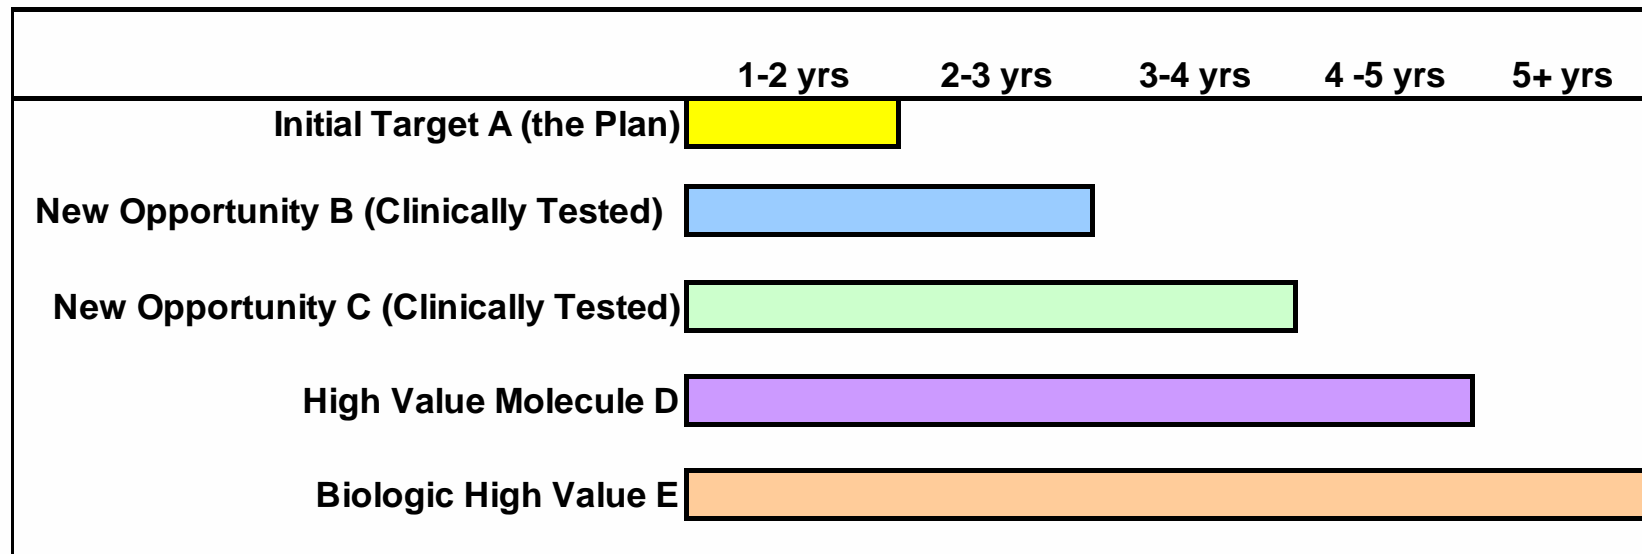 1-2 yrs 2-3 yrs 3-4 yrs 4 -5 yrs 5+ yrs
Initial Target A (the Plan)
New Opportunity B (Clinically Tested)
New Opportunity C (Clinically Tested)
High Value Molecule D
Biologic High Value E